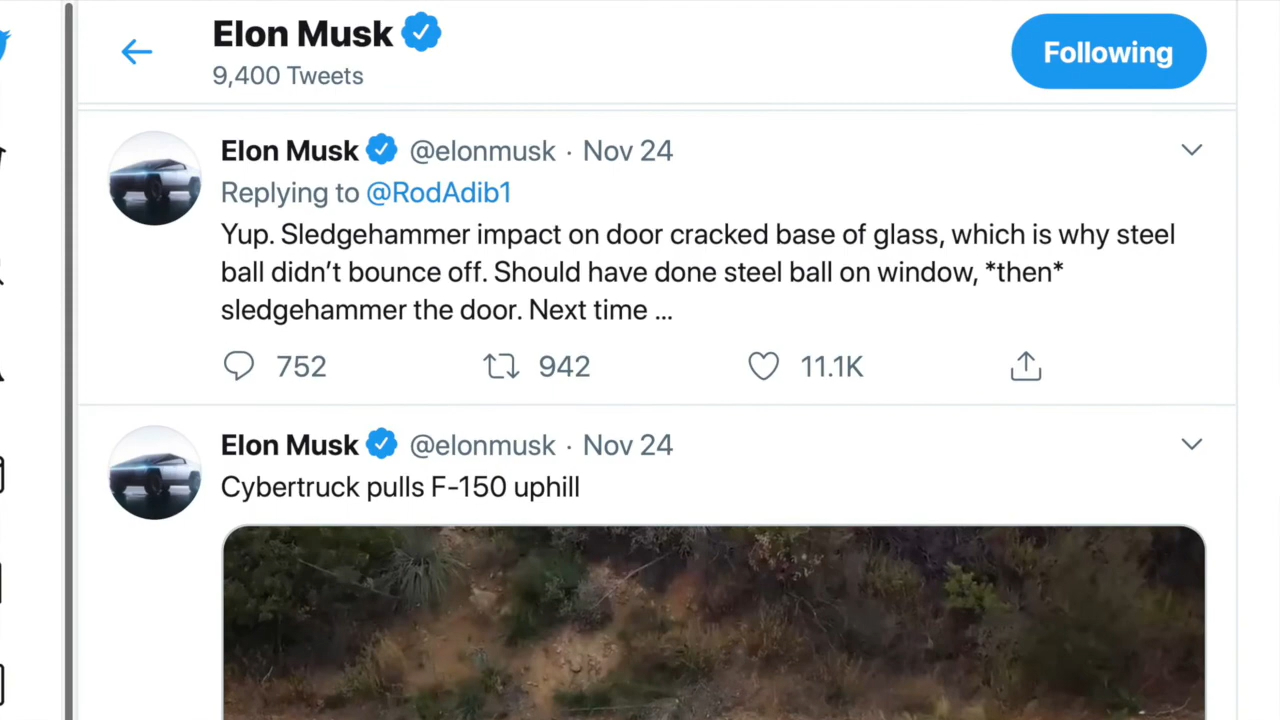 Elon Musk
Following
9,400 Tweets
Elon Musk @elonmusk · Nov 24
Replying to @RodAdib1
Yup. Sledgehammer impact on door cracked base of glass, which is why steel
ball didn’t bounce off. Should have done steel ball on window, *then*
sledgehammer the door. Next time ...
752 942 11.1K
Elon Musk @elonmusk · Nov 24
Cybertruck pulls F-150 uphill